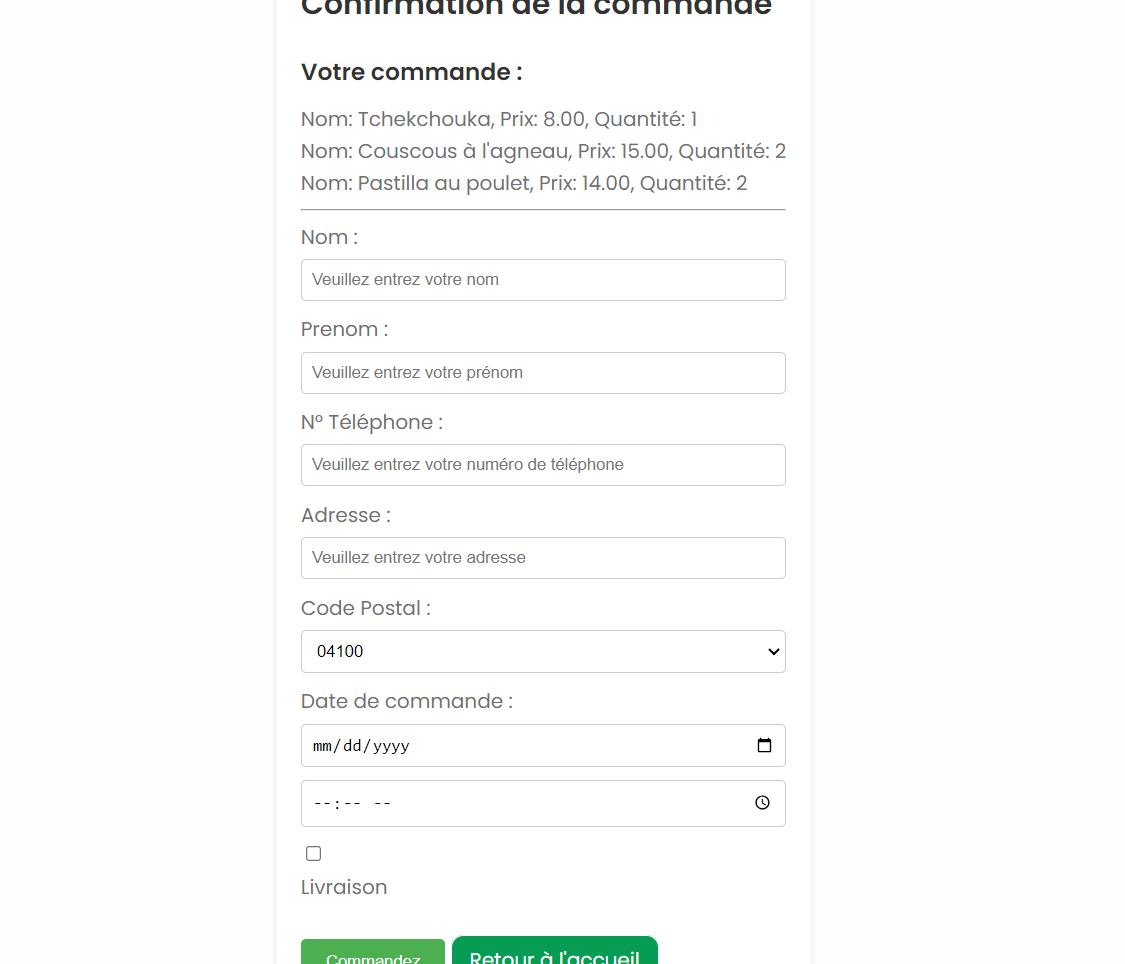 Confirmation de la commande
Votre commande :
Nom: Tchekchouka, Prix: 8.00, Quantité: 1
Nom: Couscous à l'agneau, Prix: 15.00, Quantité: 2
Nom: Pastilla au poulet, Prix: 14.00, Quantité: 2
Nom :
Veuillez entrez votre nom
Prenom :
Veuillez entrez votre prénom
N° Téléphone :
Veuillez entrez votre numéro de téléphone
Adresse :
Veuillez entrez votre adresse
Code Postal :
04100
Date de commande :
mm/dd/yyyy
--:-- --
Livraison
Commandez Retour à l'accueil